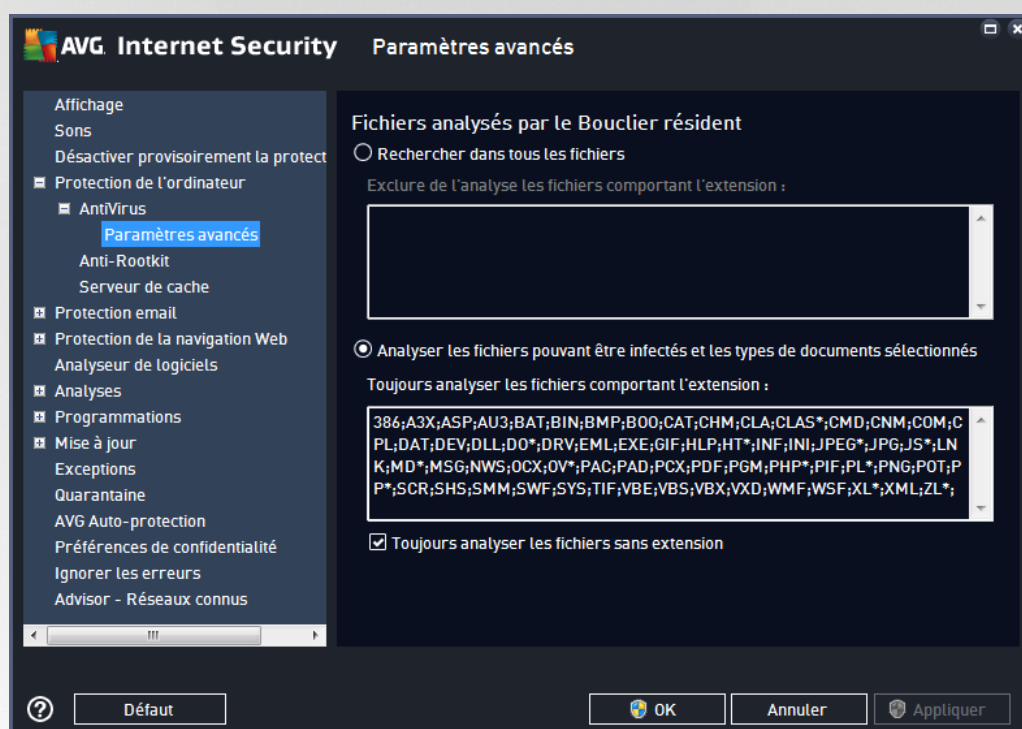 AVG. Internet Security Paramètres avancés
Affichage
Sons
Désactiver provisoirement la protect
Protection de l'ordinateur
AntiVirus
Paramètres avancés
Anti-Rootkit
Serveur de cache
Protection email
Protection de la navigation Web
Analyseur de logiciels
Analyses
Programmations
Mise à jour
Exceptions
Quarantaine
AVG Auto-protection
Préférences de confidentialité
Ignorer les erreurs
Advisor - Réseaux connus
Fichiers analysés par le Bouclier résident
Rechercher dans tous les fichiers
Exclure de l'analyse les fichiers comportant l'extension :
Analyser les fichiers pouvant être infectés et les types de documents sélectionnés
Toujours analyser les fichiers comportant l'extension :
386;A3X;ASP;AU3;BAT;BIN;BMP;BOO;CAT;CHM;CLA;CLAS*;CMD;CNM;COM;C
PL;DAT;DEV;DLL;DO*;DRV;EML;EXE;GIF;HLP;HT*;INF;INI;JPEG*;JPG;JS*;LN
K;MD*;MSG;NWS;OCX;OV*;PAC;PAD;PCX;PDF;PGM;PHP*;PIF;PL*;PNG;POT;P
P*;SCR;SHS;SMM;SWF;SYS;TIF;VBE;VBS;VBX;VXD;WMF;WSF;XL*;XML;ZL*;
Toujours analyser les fichiers sans extension
? Défaut OK Annuler Appliquer